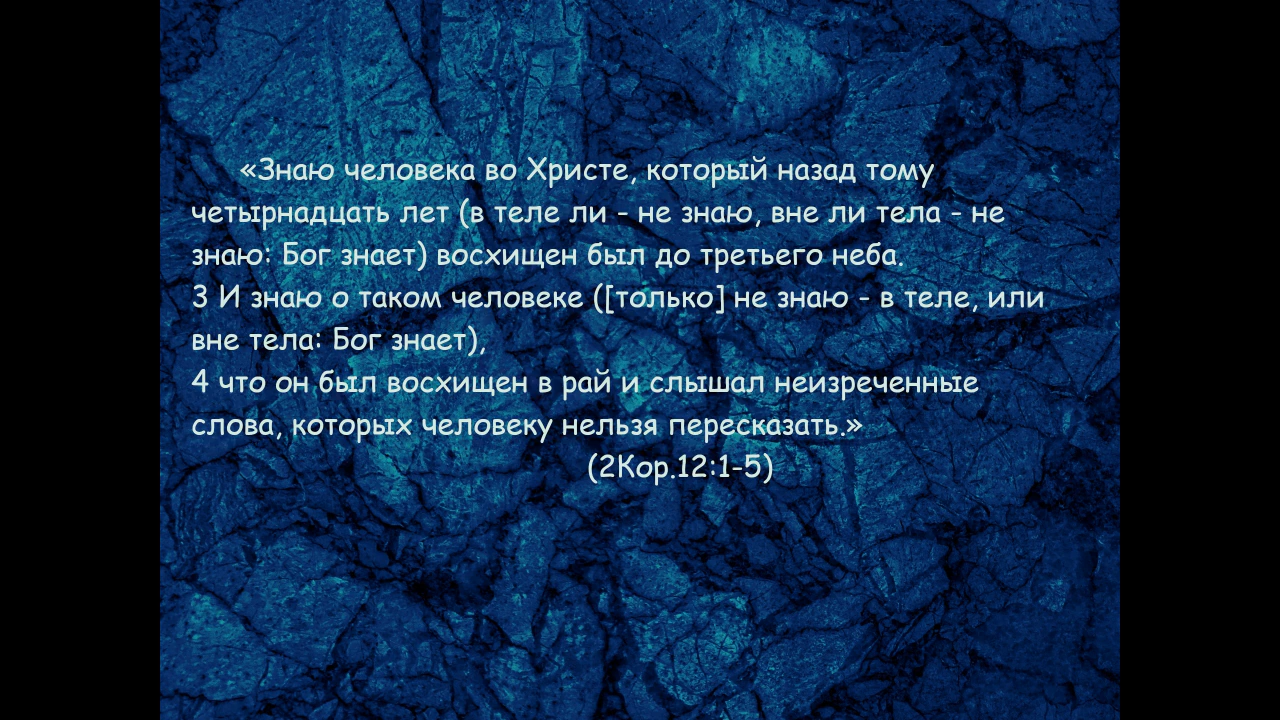 «Знаю человека во Христе, который назад тому
четырнадцать лет (в теле ли - не знаю, вне ли тела - не
знаю: Бог знает) восхищен был до третьего неба.
3 И знаю о таком человеке ([только] не знаю - в теле, или
вне тела: Бог знает),
4 что он был восхищен в рай и слышал неизреченные
слова, которых человеку нельзя пересказать.»
(2Кор.12:1-5)